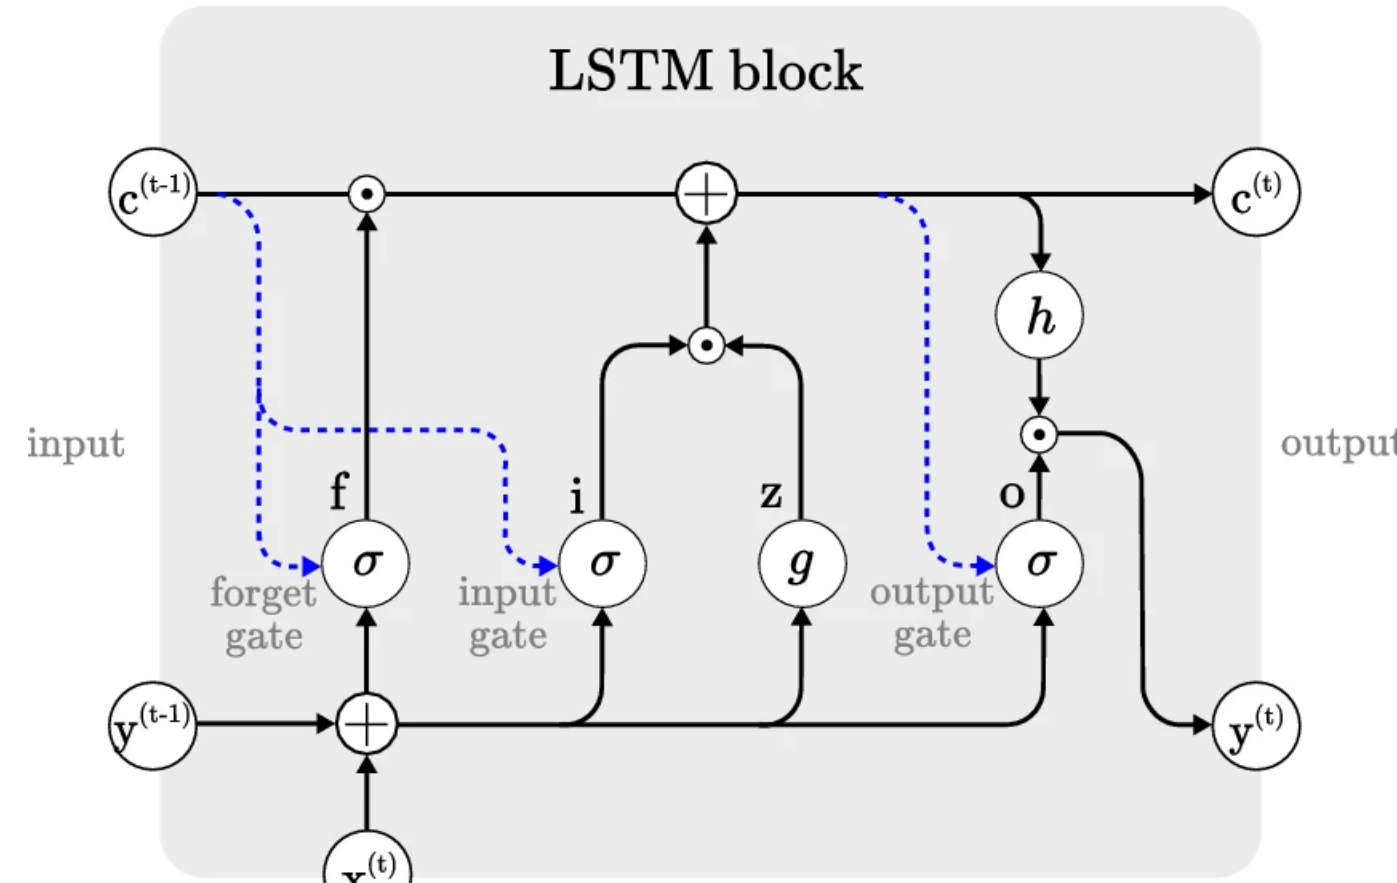 LSTM block
c(t-1)
c(t)
h
input
output
f
i
z
o
σ
σ
g
σ
forget
gate
input
gate
output
gate
y(t-1)
y(t)
x(t)